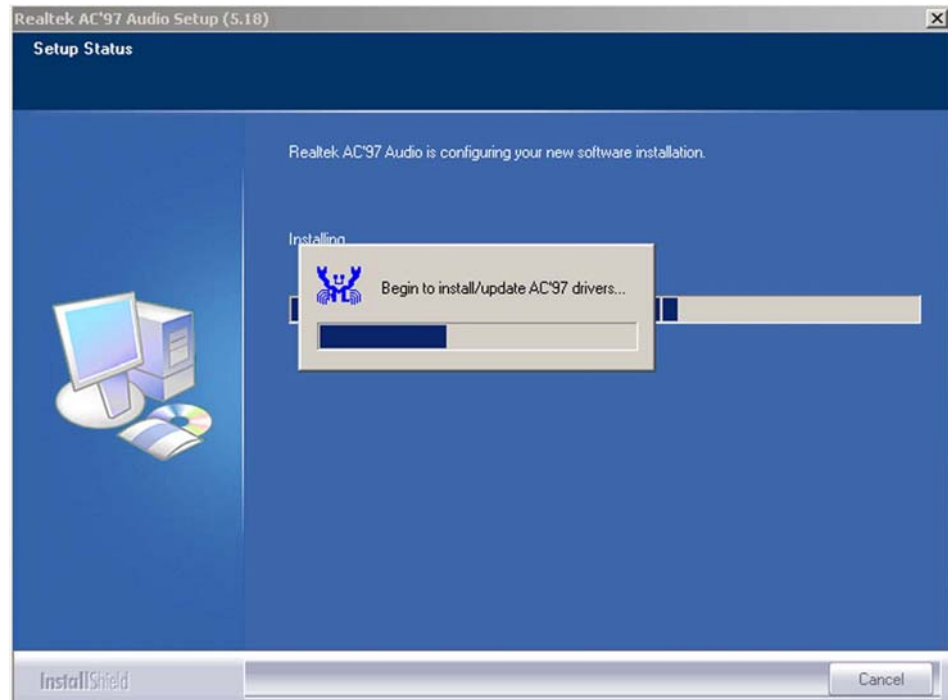 Realtek AC'97 Audio Setup (5.18)
Setup Status
Realtek AC'97 Audio is configuring your new software installation.
Installing
Begin to install/update AC'97 drivers...
InstallShield
Cancel